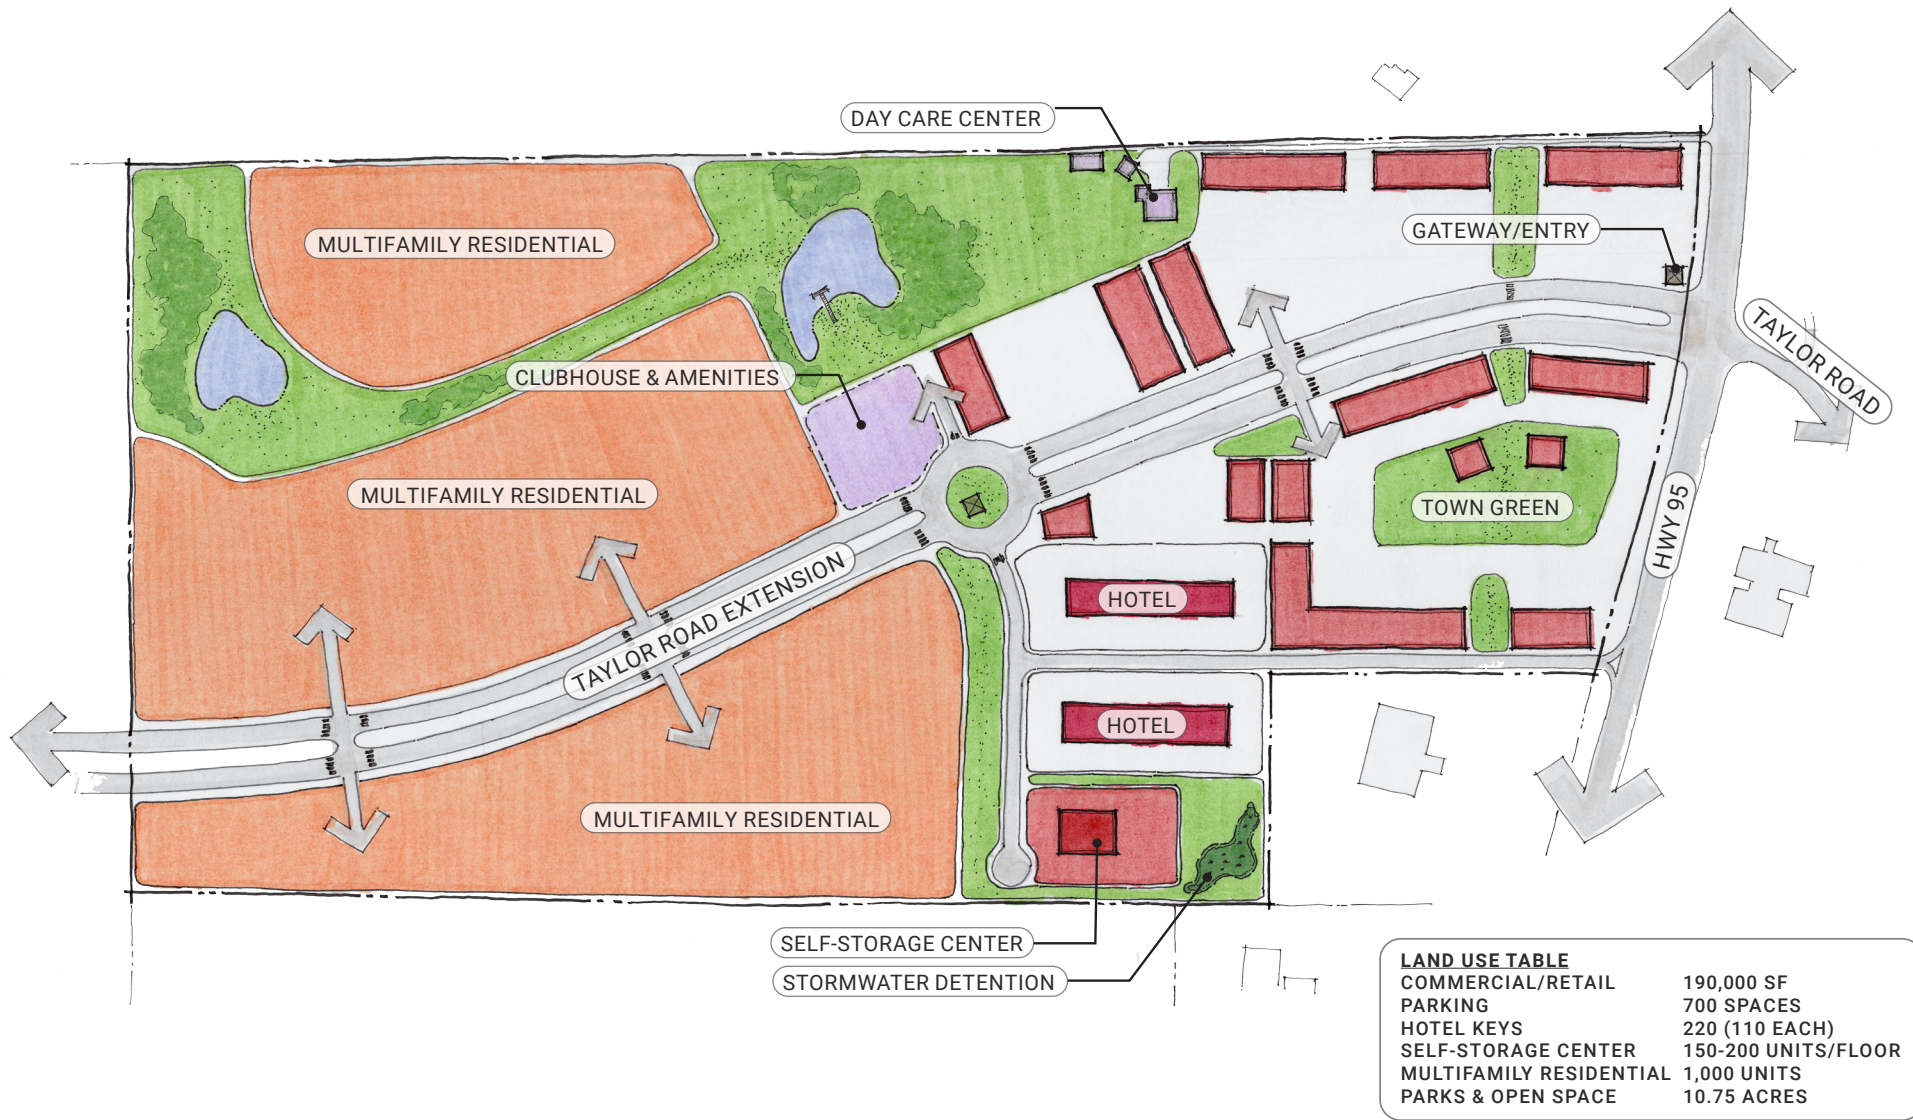 DAY CARE CENTER
MULTIFAMILY RESIDENTIAL
GATEWAY/ENTRY
TAYLOR ROAD
CLUBHOUSE & AMENITIES
MULTIFAMILY RESIDENTIAL
TOWN GREEN
HWY 95
TAYLOR ROAD EXTENSION
HOTEL
HOTEL
MULTIFAMILY RESIDENTIAL
SELF-STORAGE CENTER
STORMWATER DETENTION
LAND USE TABLE
COMMERCIAL/RETAIL 190,000 SF
PARKING 700 SPACES
HOTEL KEYS 220 (110 EACH)
SELF-STORAGE CENTER 150-200 UNITS/FLOOR
MULTIFAMILY RESIDENTIAL 1,000 UNITS
PARKS & OPEN SPACE 10.75 ACRES